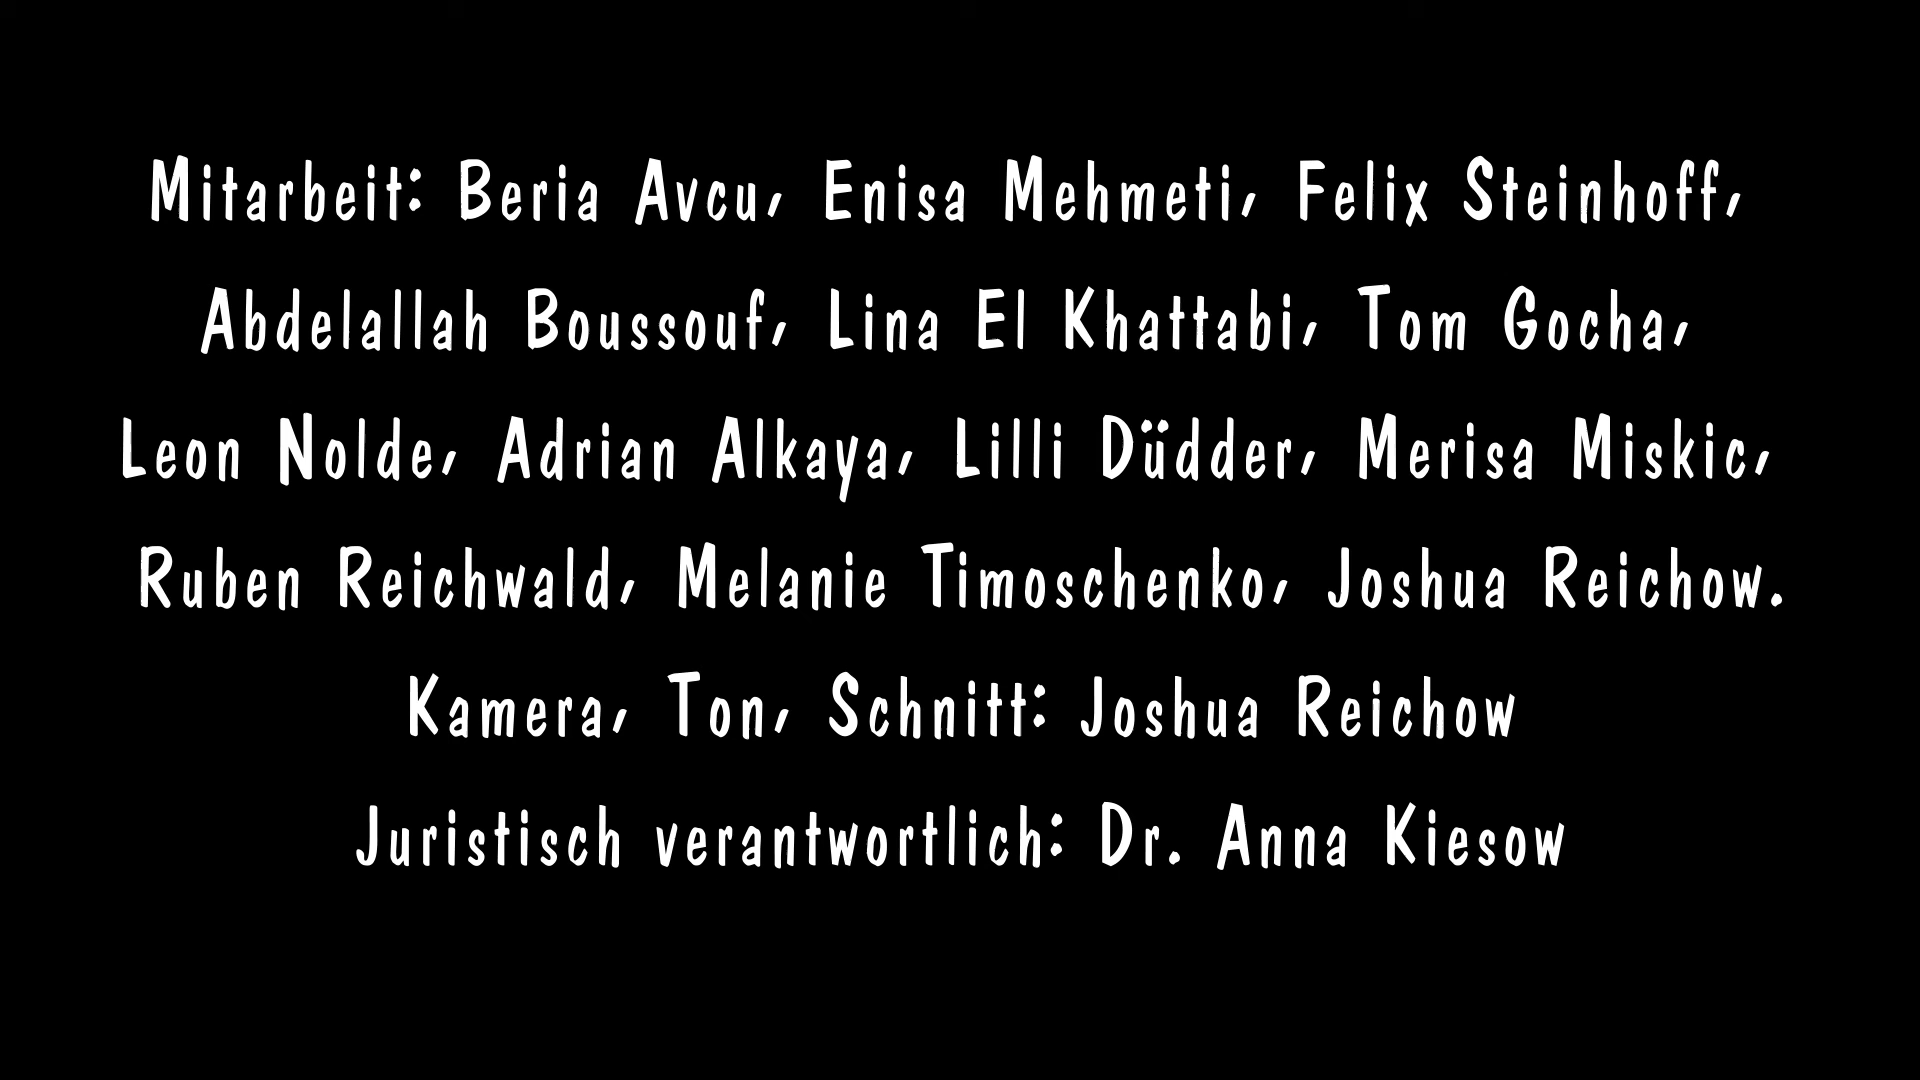 Mitarbeit: Beria Avcu, Enisa Mehmeti, Felix Steinhoff,
Abdelallah Boussouf, Lina El Khattabi, Tom Gocha,
Leon Nolde, Adrian Alkaya, Lilli Düdder, Merisa Miskic,
Ruben Reichwald, Melanie Timoschenko, Joshua Reichow.
Kamera, Ton, Schnitt: Joshua Reichow
Juristisch verantwortlich: Dr. Anna Kiesow